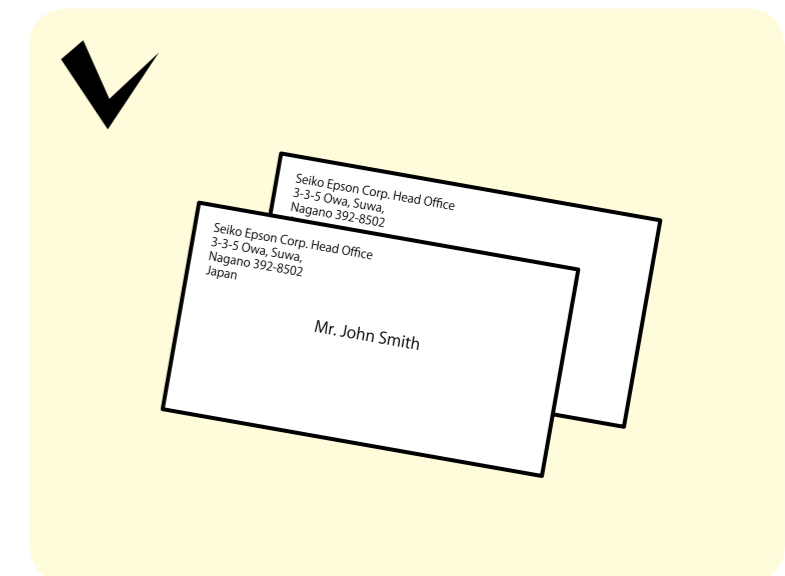 Seiko Epson Corp. Head Office
3-3-5 Owa, Suwa,
Nagano 392-8502
Seiko Epson Corp. Head Office
3-3-5 Owa, Suwa,
Nagano 392-8502
Japan
Mr. John Smith